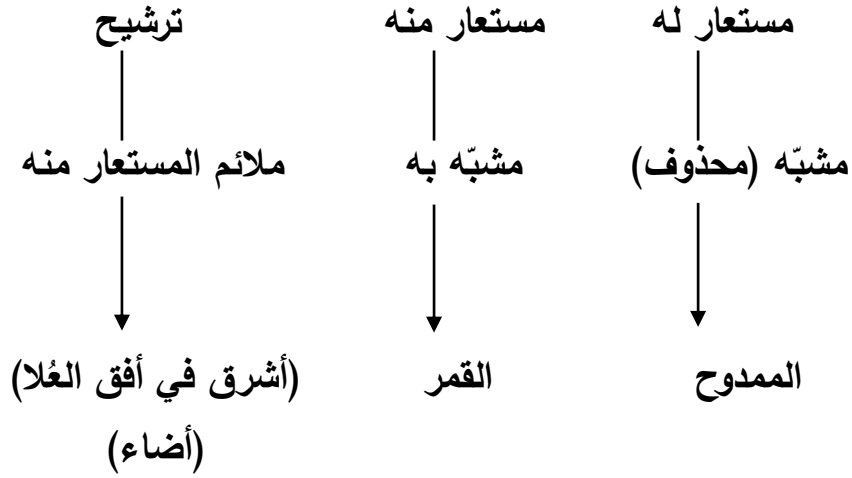 مستعار له مستعار منه ترشيح
مشبّه (محذوف) مشبّه به ملائم المستعار منه
الممدوح القمر (أشرق في أفق العُلا)
(أضاء)